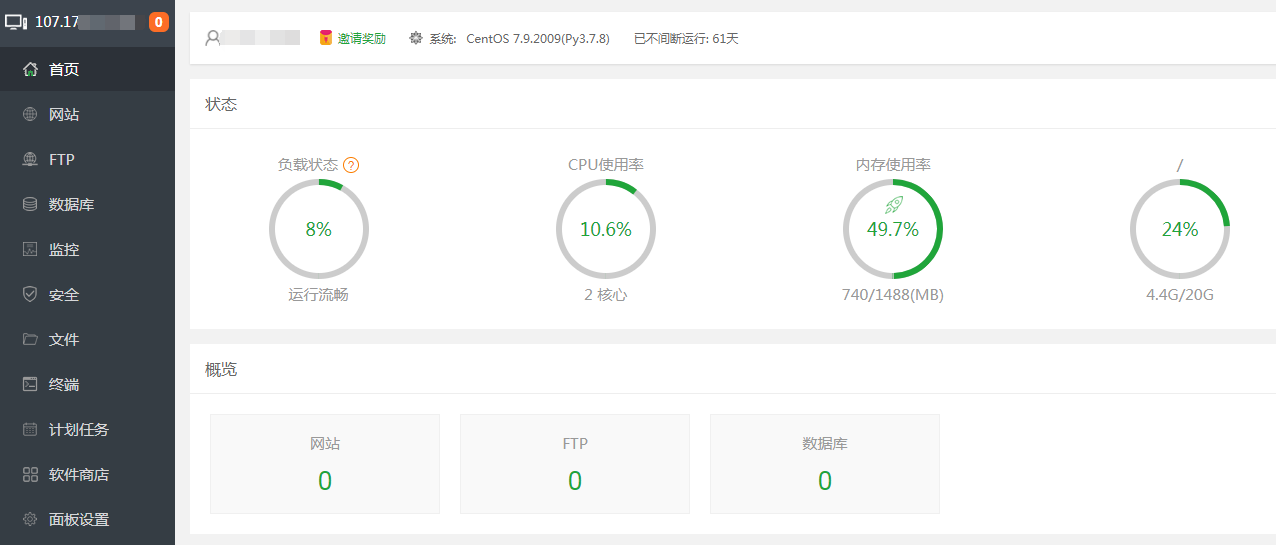 107.17
0
首页
网站
FTP
数据库
监控
安全
文件
终端
计划任务
软件商店
面板设置
邀请奖励 系统: CentOS 7.9.2009(Py3.7.8) 已不间断运行: 61天
状态
负载状态 ?
8%
运行流畅
CPU使用率
10.6%
2 核心
内存使用率
49.7%
740/1488(MB)
/
24%
4.4G/20G
概览
网站
0
FTP
0
数据库
0